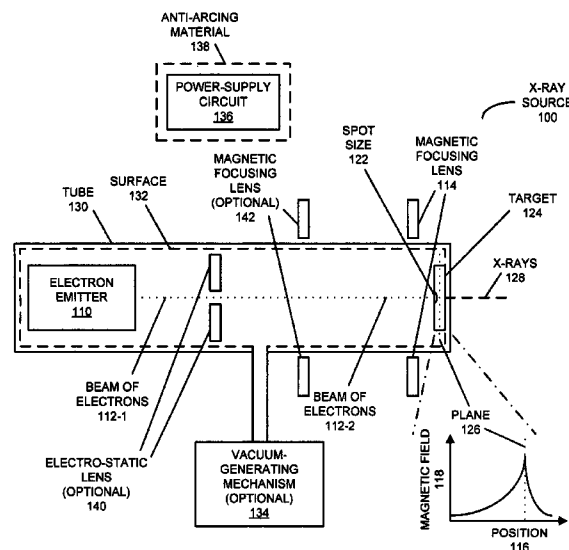 ANTI-ARCING
MATERIAL
138
POWER-SUPPLY
CIRCUIT
136
X-RAY
SOURCE
100
SPOT
SIZE
122
MAGNETIC
FOCUSING
LENS
114
MAGNETIC
FOCUSING
LENS
(OPTIONAL)
142
SURFACE
132
TUBE
130
TARGET
124
X-RAYS
128
ELECTRON
EMITTER
110
BEAM OF
ELECTRONS
112-1
BEAM OF
ELECTRONS
112-2
PLANE
126
ELECTRO-STATIC
LENS
(OPTIONAL)
140
VACUUM-
GENERATING
MECHANISM
(OPTIONAL)
134
MAGNETIC FIELD
118
POSITION
116